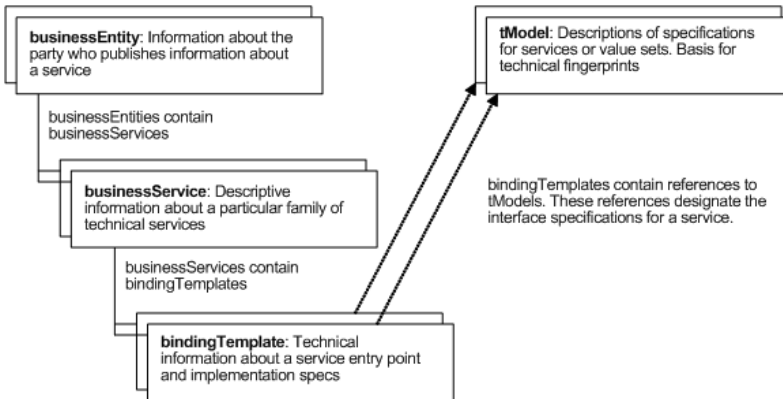 businessEntity: Information about the
party who publishes information about
a service
tModel: Descriptions of specifications
for services or value sets. Basis for
technical fingerprints
businessEntities contain
businessServices
businessService: Descriptive
information about a particular family of
technical services
bindingTemplates contain references to
tModels. These references designate the
interface specifications for a service.
businessServices contain
bindingTemplates
bindingTemplate: Technical
information about a service entry point
and implementation specs